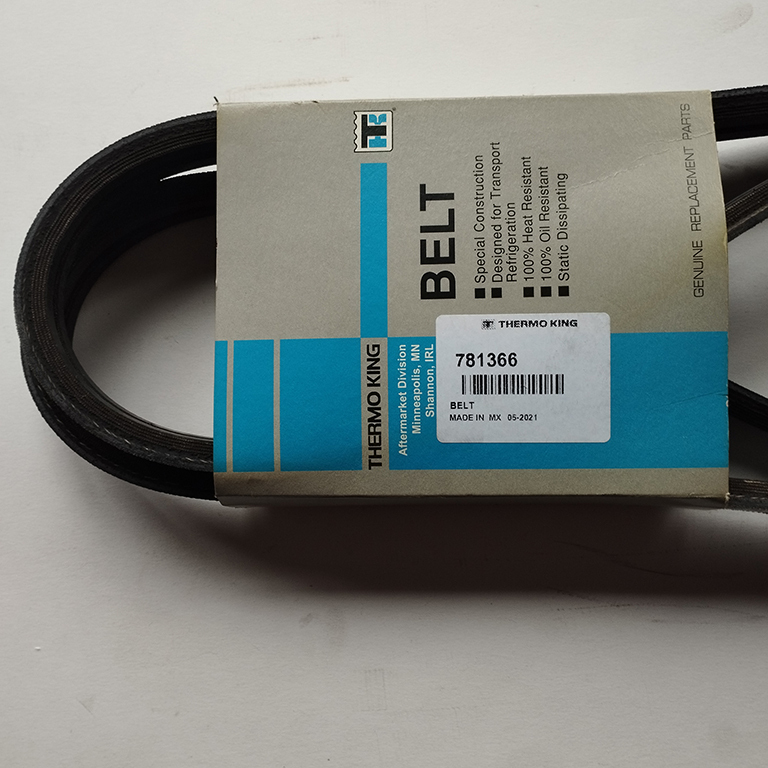 TK
BELT
■ Special Construction
■ Designed for Transport
Refrigeration
■ 100% Heat Resistant
■ 100% Oil Resistant
■ Static Dissipating
GENUINE REPLACEMENT PARTS
THERMO KING
Aftermarket Division
Minneapolis, MN
Shannon, IRL
THERMO KING
781366
BELT
MADE IN MX 05-2021